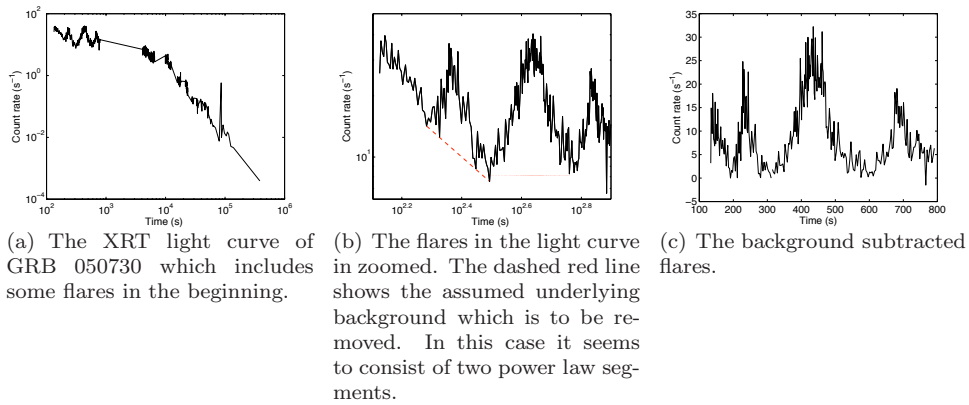 10^2
10^0
10^-2
10^-4
Count rate (s^-1)
10^2
10^3
10^4
10^5
10^6
Time (s)
10^1
Count rate (s^-1)
10^2.2
10^2.4
10^2.6
10^2.8
Time (s)
35
30
25
20
15
10
5
0
-5
Count rate (s^-1)
100
200
300
400
500
600
700
800
Time (s)
(a) The XRT light curve of
GRB 050730 which includes
some flares in the beginning.
(b) The flares in the light curve
in zoomed. The dashed red line
shows the assumed underlying
background which is to be re-
moved. In this case it seems
to consist of two power law seg-
ments.
(c) The background subtracted
flares.